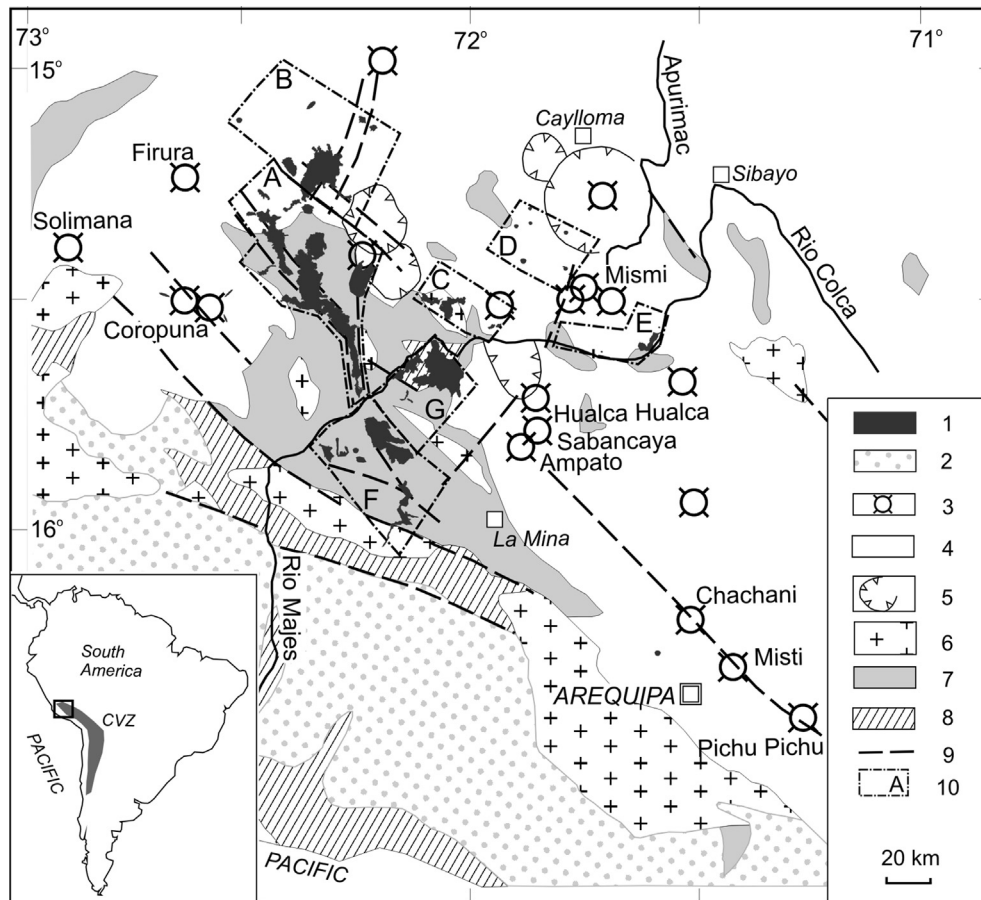 73° 72° 71°
15°
B
Apurimac
Caylloma
Firura
A
Sibayo
Solimana
D
Rio Colca
C
Mismi
Coropuna
E
G
Hualca Hualca
Sabancaya
Ampato
F
16°
La Mina
Rio Majes
Chachani
Misti
AREQUIPA
Pichu Pichu
PACIFIC
South
America
CVZ
PACIFIC
1
2
3
4
5
6
7
8
9
A 10
20 km